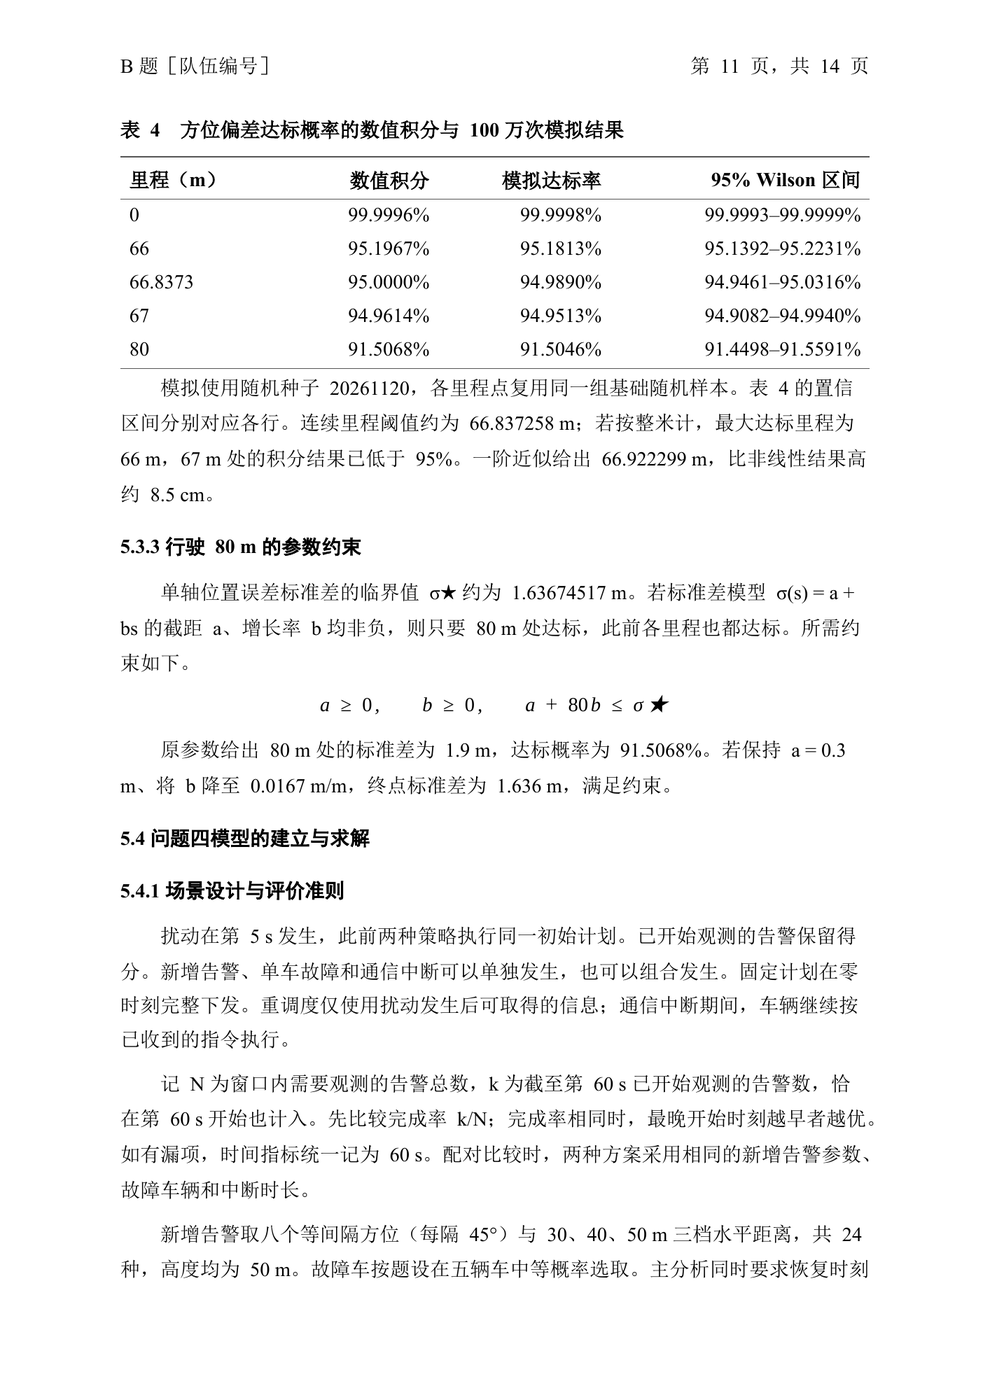 B 题［队伍编号］ 第 11 页，共 14 页
表 4 方位偏差达标概率的数值积分与 100 万次模拟结果
里程（m） 数值积分 模拟达标率 95% Wilson 区间
0 99.9996% 99.9998% 99.9993–99.9999%
66 95.1967% 95.1813% 95.1392–95.2231%
66.8373 95.0000% 94.9890% 94.9461–95.0316%
67 94.9614% 94.9513% 94.9082–94.9940%
80 91.5068% 91.5046% 91.4498–91.5591%
模拟使用随机种子 20261120，各里程点复用同一组基础随机样本。表 4 的置信
区间分别对应各行。连续里程阈值约为 66.837258 m；若按整米计，最大达标里程为
66 m，67 m 处的积分结果已低于 95%。一阶近似给出 66.922299 m，比非线性结果高
约 8.5 cm。
5.3.3 行驶 80 m 的参数约束
单轴位置误差标准差的临界值 σ★ 约为 1.63674517 m。若标准差模型 σ(s) = a +
bs 的截距 a、增长率 b 均非负，则只要 80 m 处达标，此前各里程也都达标。所需约
束如下。
a ≥ 0, b ≥ 0, a + 80b ≤ σ★
原参数给出 80 m 处的标准差为 1.9 m，达标概率为 91.5068%。若保持 a = 0.3
m、将 b 降至 0.0167 m/m，终点标准差为 1.636 m，满足约束。
5.4 问题四模型的建立与求解
5.4.1 场景设计与评价准则
扰动在第 5 s 发生，此前两种策略执行同一初始计划。已开始观测的告警保留得
分。新增告警、单车故障和通信中断可以单独发生，也可以组合发生。固定计划在零
时刻完整下发。重调度仅使用扰动发生后可取得的信息；通信中断期间，车辆继续按
已收到的指令执行。
记 N 为窗口内需要观测的告警总数，k 为截至第 60 s 已开始观测的告警数，恰
在第 60 s 开始也计入。先比较完成率 k/N；完成率相同时，最晚开始时刻越早者越优。
如有漏项，时间指标统一记为 60 s。配对比较时，两种方案采用相同的新增告警参数、
故障车辆和中断时长。
新增告警取八个等间隔方位（每隔 45°）与 30、40、50 m 三档水平距离，共 24
种，高度均为 50 m。故障车按题设在五辆车中等概率选取。主分析同时要求恢复时刻